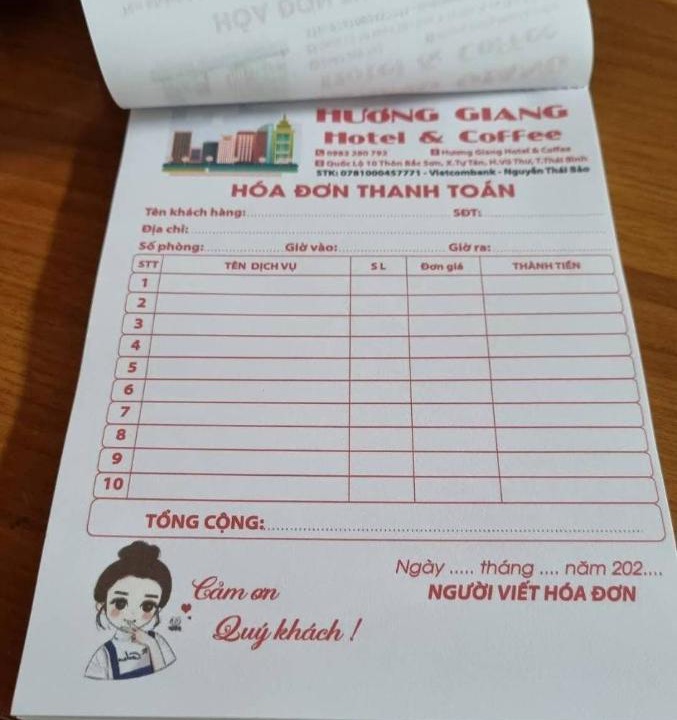 HƯƠNG GIANG
Hotel & Coffee
0983 380 793 Hương Giang Hotel & Coffee
Quốc Lộ 10 Thôn Bắc Sơn, X.Tự Tân, H.Vũ Thư, T.Thái Bình
STK: 0781000457771 - Vietcombank - Nguyễn Thái Bảo
HÓA ĐƠN THANH TOÁN
Tên khách hàng: SĐT:
Địa chỉ:
Số phòng: Giờ vào: Giờ ra:
STT TÊN DỊCH VỤ SL Đơn giá THÀNH TIỀN
1
2
3
4
5
6
7
8
9
10
TỔNG CỘNG:
Ngày ..... tháng .... năm 202....
NGƯỜI VIẾT HÓA ĐƠN
Cảm ơn
Quý khách !